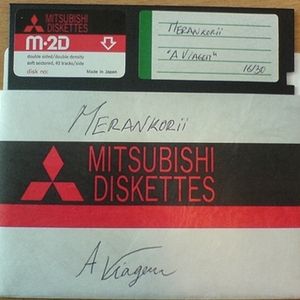 MITSUBISHI
DISKETTES
M·2D
double sided/double density
soft sectored, 40 tracks/side
disk no:
Made in Japan
MERANKORII
"A VIAGEM"
16/30
MERANKORII
MITSUBISHI
DISKETTES
A Viagem